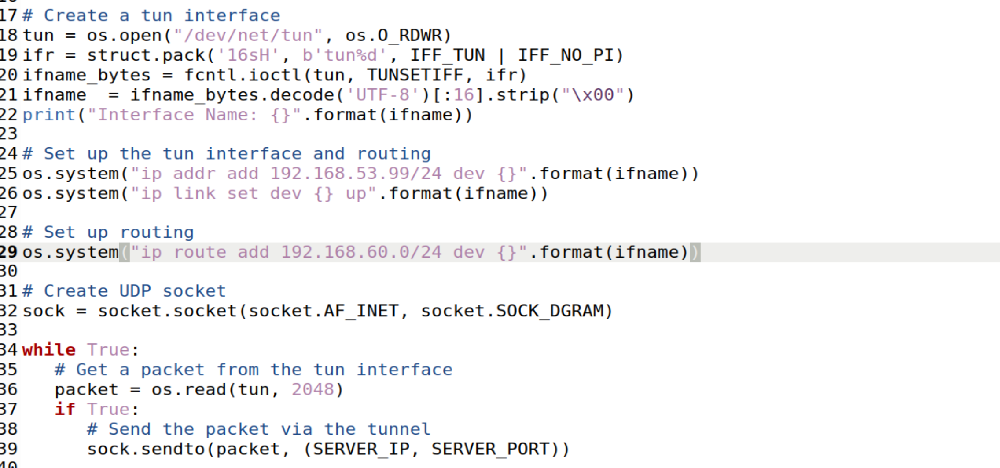 17 # Create a tun interface
18 tun = os.open("/dev/net/tun", os.O_RDWR)
19 ifr = struct.pack('16sH', b'tun%d', IFF_TUN | IFF_NO_PI)
20 ifname_bytes = fcntl.ioctl(tun, TUNSETIFF, ifr)
21 ifname  = ifname_bytes.decode('UTF-8')[:16].strip("\x00")
22 print("Interface Name: {}".format(ifname))
23
24 # Set up the tun interface and routing
25 os.system("ip addr add 192.168.53.99/24 dev {}".format(ifname))
26 os.system("ip link set dev {} up".format(ifname))
27
28 # Set up routing
29 os.system("ip route add 192.168.60.0/24 dev {}".format(ifname))
30
31 # Create UDP socket
32 sock = socket.socket(socket.AF_INET, socket.SOCK_DGRAM)
33
34 while True:
35    # Get a packet from the tun interface
36    packet = os.read(tun, 2048)
37    if True:
38       # Send the packet via the tunnel
39       sock.sendto(packet, (SERVER_IP, SERVER_PORT))
40